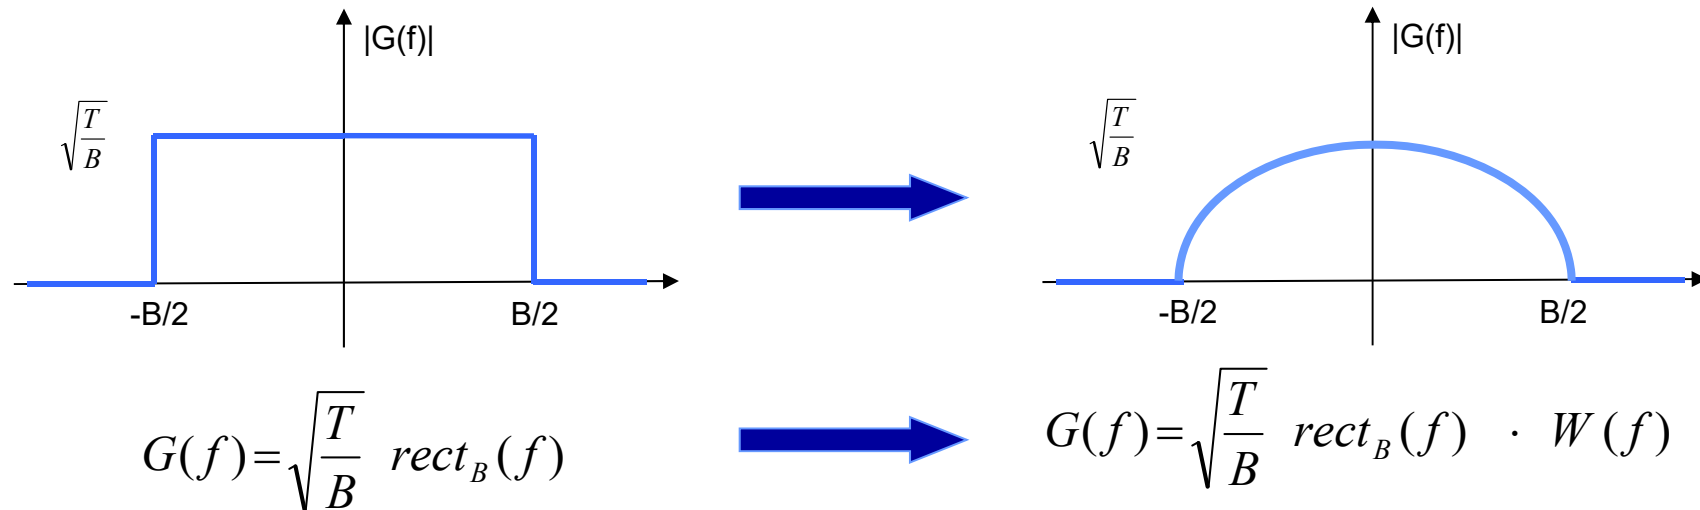 |G(f)|
√(T/B)
-B/2
B/2
G(f)=√(T/B) rect_B(f)
|G(f)|
√(T/B)
-B/2
B/2
G(f)=√(T/B) rect_B(f) · W(f)